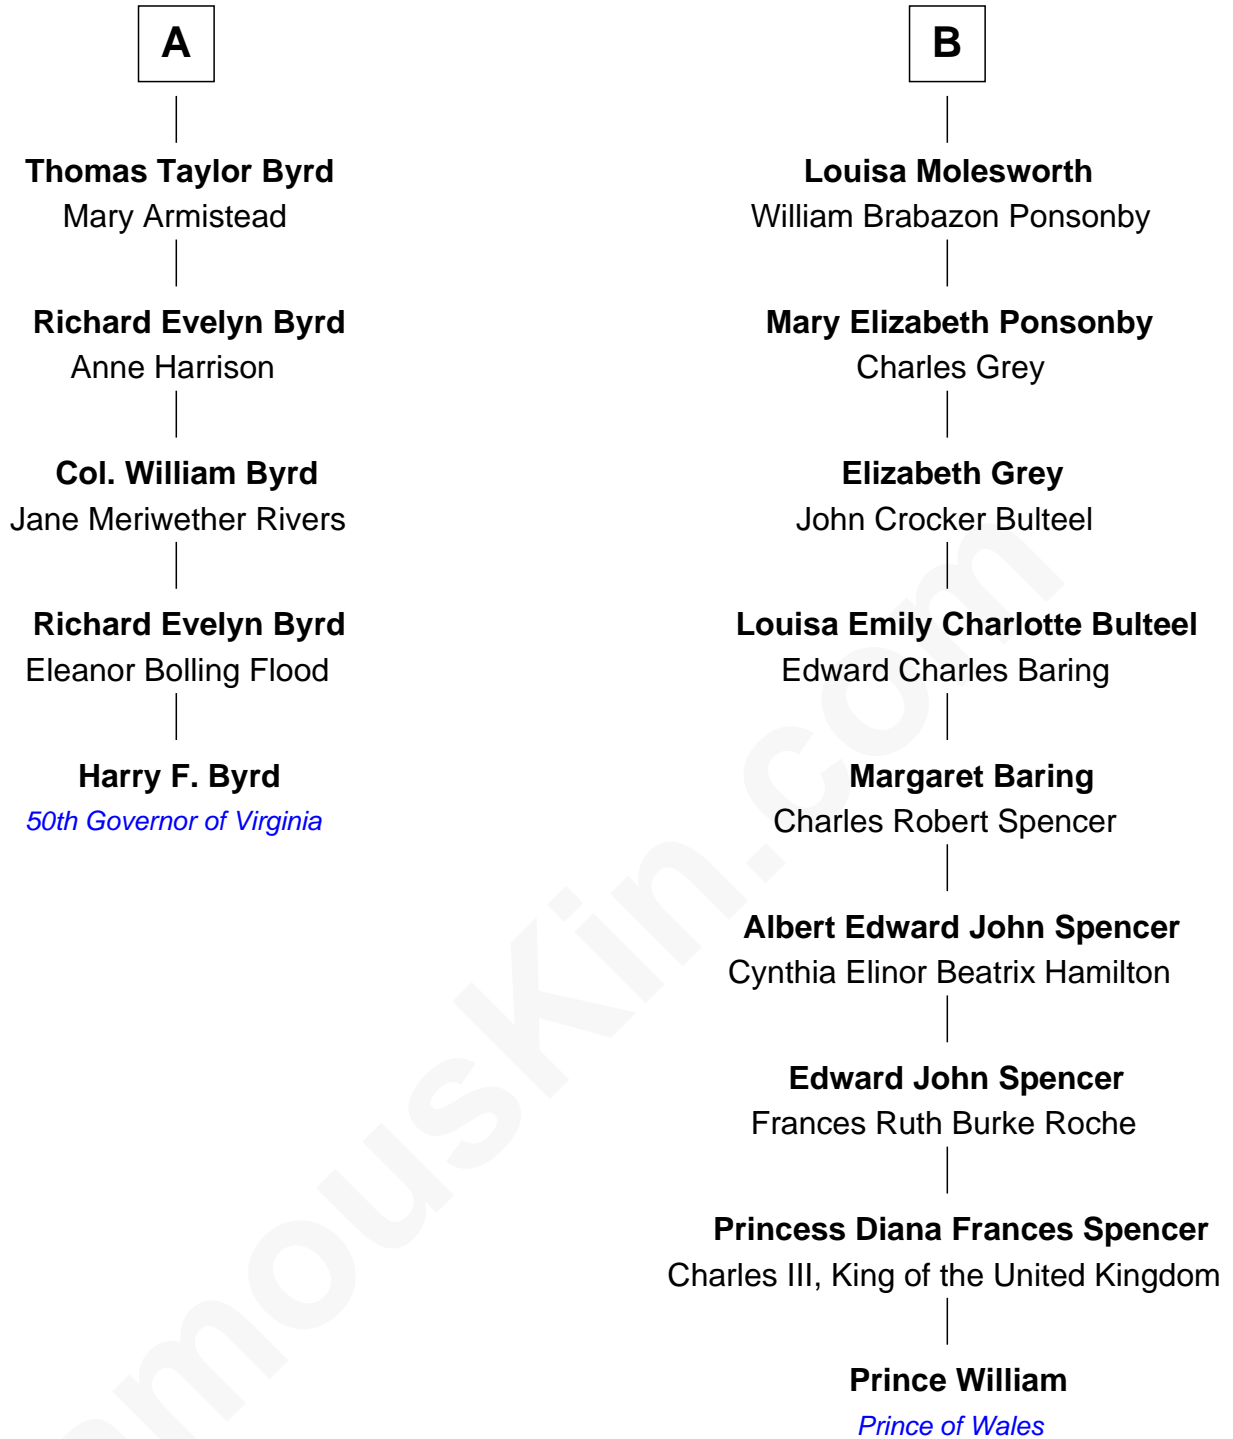 A
Thomas Taylor Byrd
Mary Armistead
Richard Evelyn Byrd
Anne Harrison
Col. William Byrd
Jane Meriwether Rivers
Richard Evelyn Byrd
Eleanor Bolling Flood
Harry F. Byrd
50th Governor of Virginia
B
Louisa Molesworth
William Brabazon Ponsonby
Mary Elizabeth Ponsonby
Charles Grey
Elizabeth Grey
John Crocker Bulteel
Louisa Emily Charlotte Bulteel
Edward Charles Baring
Margaret Baring
Charles Robert Spencer
Albert Edward John Spencer
Cynthia Elinor Beatrix Hamilton
Edward John Spencer
Frances Ruth Burke Roche
Princess Diana Frances Spencer
Charles III, King of the United Kingdom
Prince William
Prince of Wales
amousKin.com